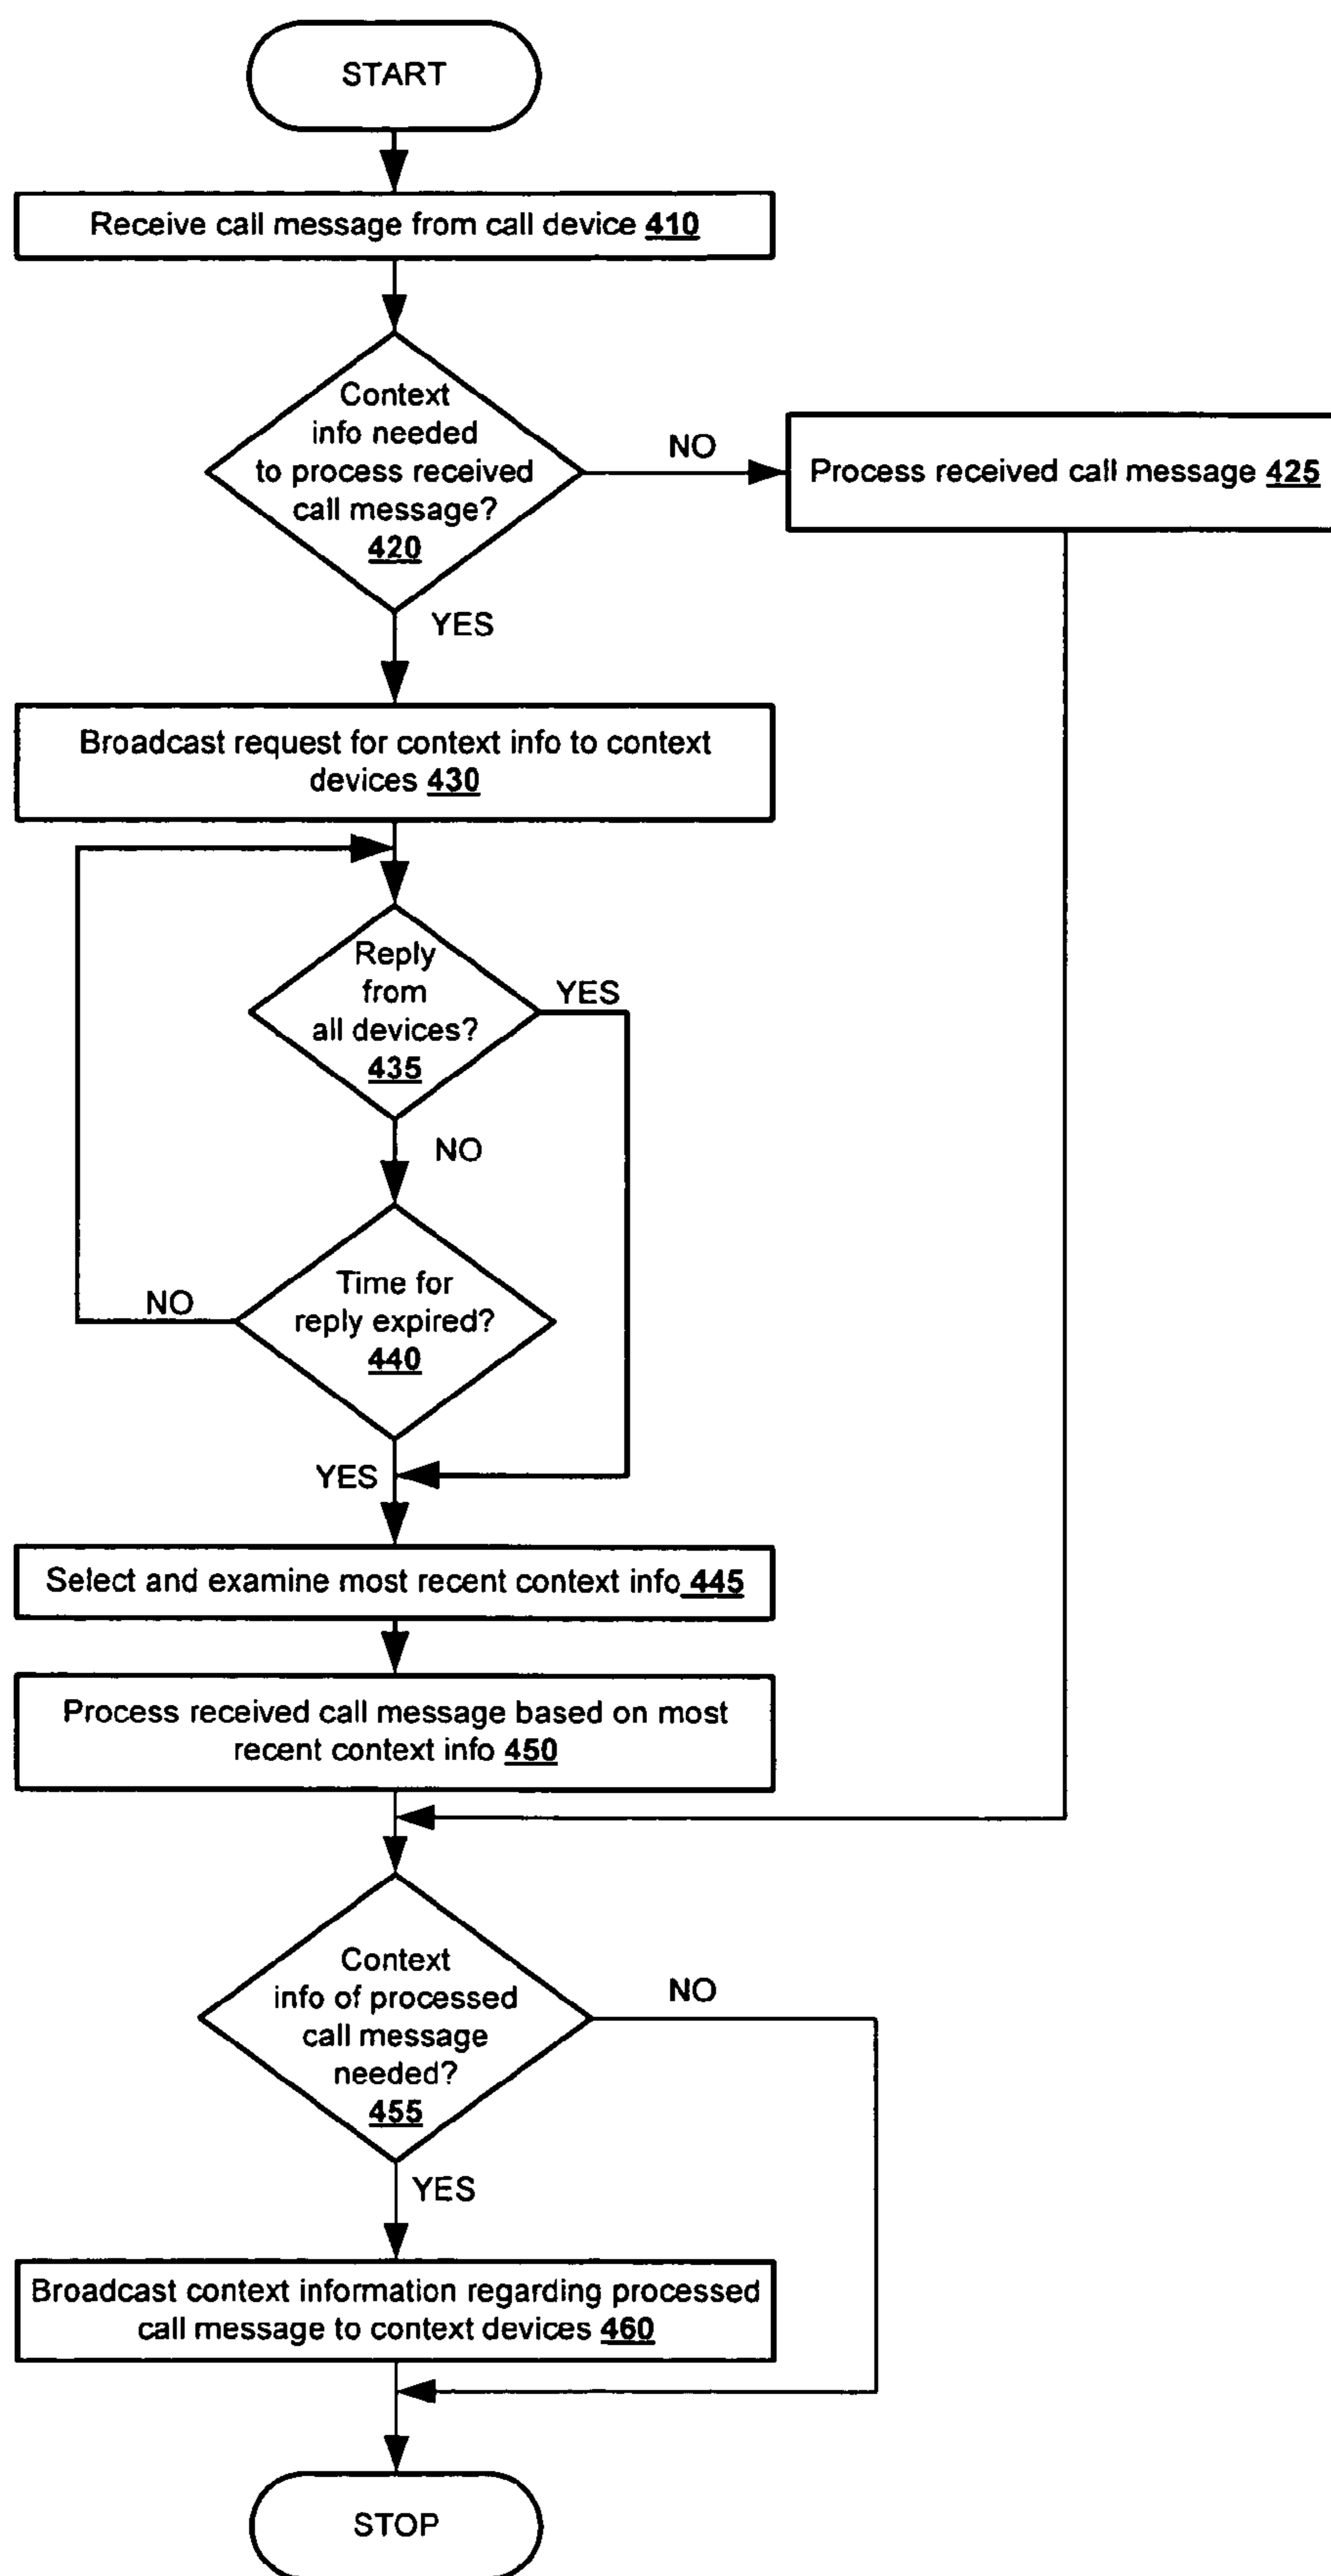 START
Receive call message from call device 410
Context
info needed
to process received
call message?
420
NO
Process received call message 425
YES
Broadcast request for context info to context
devices 430
Reply
from
all devices?
435
YES
NO
Time for
reply expired?
440
NO
YES
Select and examine most recent context info 445
Process received call message based on most
recent context info 450
Context
info of processed
call message
needed?
455
NO
YES
Broadcast context information regarding processed
call message to context devices 460
STOP